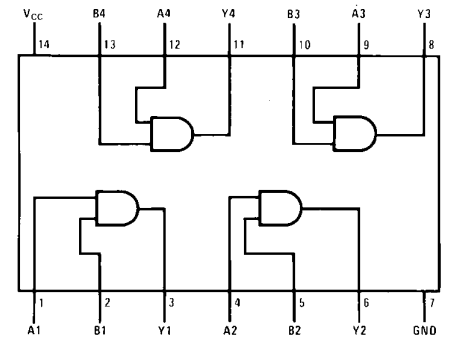 VCC B4 A4 Y4 B3 A3 Y3
14 13 12 11 10 9 8
1 2 3 4 5 6 7
A1 B1 Y1 A2 B2 Y2 GND